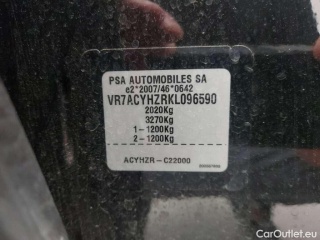 PSA AUTOMOBILES SA
e2*2007/46*0642
VR7ACYHZRKL096590
2020Kg
3270Kg
1-1200Kg
2-1200Kg
ACYHZR-C22000
CarOutlet.eu